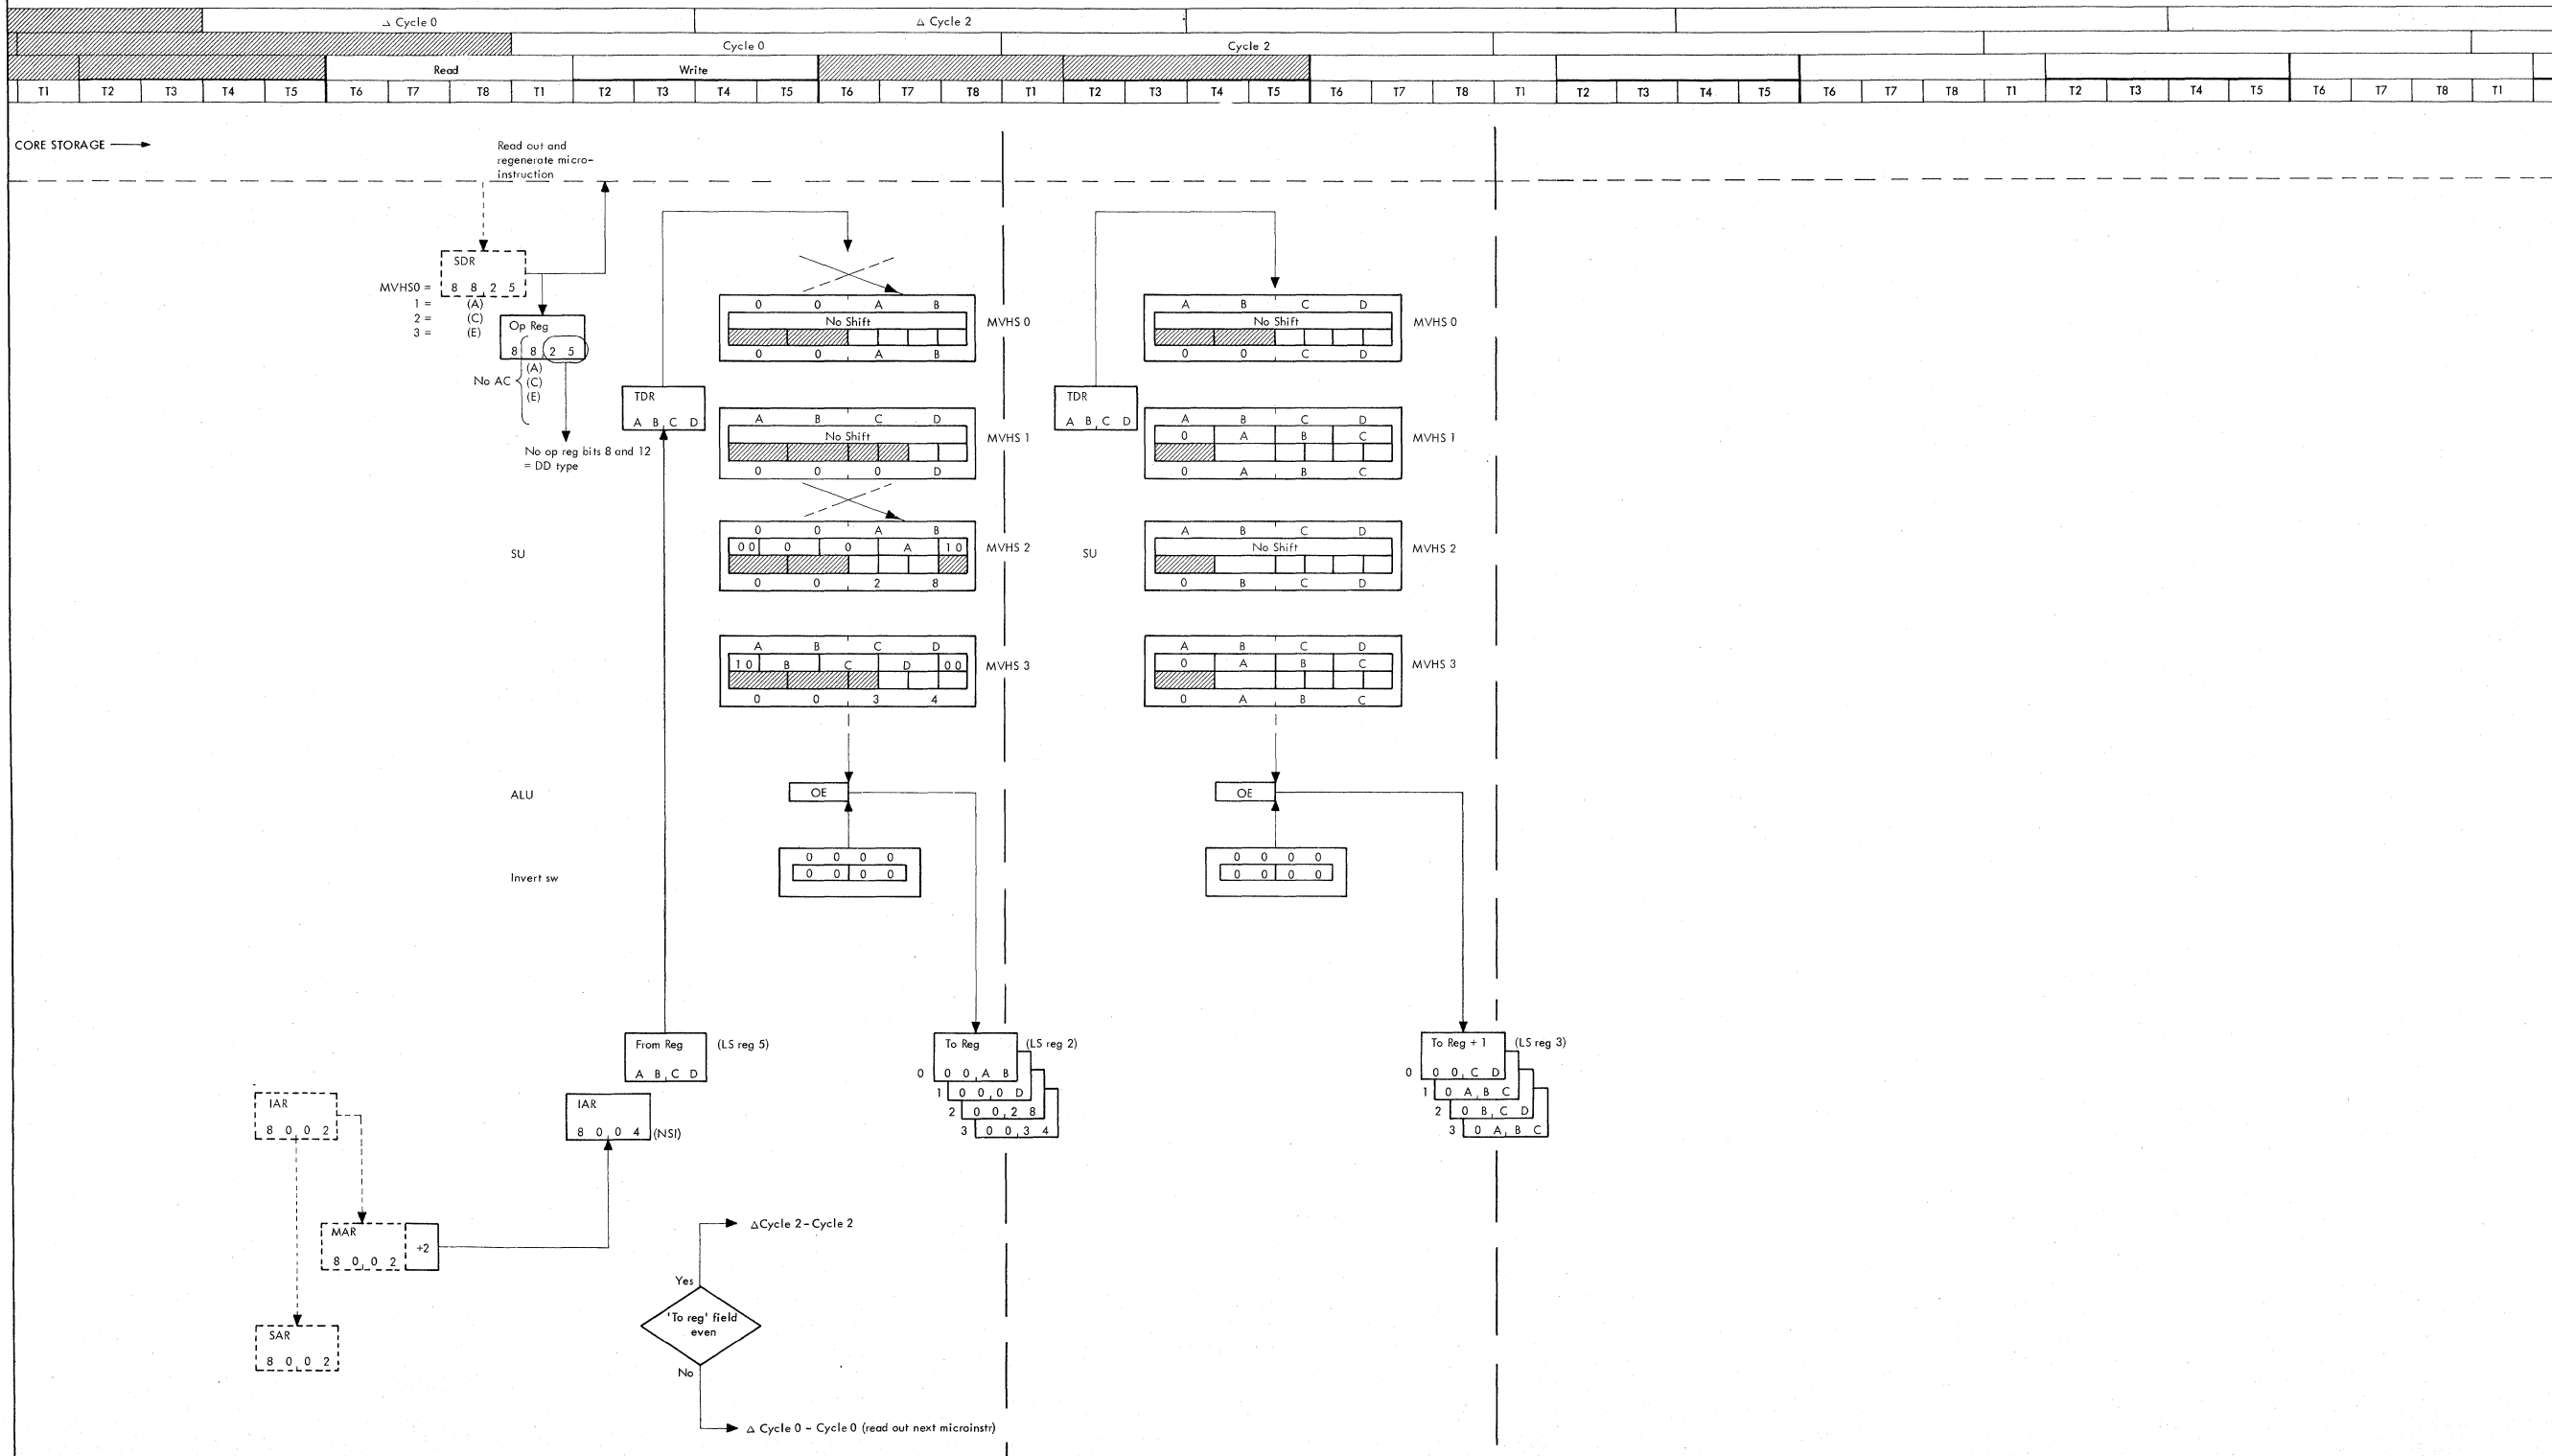 △ Cycle 0 △ Cycle 2
Cycle 0 Cycle 2
Read Write
T1 T2 T3 T4 T5 T6 T7 T8 T1 T2 T3 T4 T5 T6 T7 T8 T1 T2 T3 T4 T5 T6 T7 T8 T1 T2 T3 T4 T5 T6 T7 T8 T1 T2 T3 T4 T5 T6 T7 T8 T1
CORE STORAGE
Read out and
regenerate micro-
instruction
SDR
8 8, 2 5
MVHS0 =
1 = (A)
2 = (C)
3 = (E)
Op Reg
8 8 2 5
No AC
(A)
(C)
(E)
No op reg bits 8 and 12
= DD type
TDR
A B, C D
0 0 A B
No Shift
0 0 A B
MVHS 0
A B C D
No Shift
0 0 0 D
MVHS 1
SU
0 0 A B
0 0 0 0 A 1 0
0 0 2 8
MVHS 2
A B C D
1 0 B C D 0 0
0 0 3 4
MVHS 3
TDR
A B, C D
A B C D
No Shift
0 0 C D
MVHS 0
A B C D
0 A B C
0 A B C
MVHS 1
SU
A B C D
No Shift
0 B C D
MVHS 2
A B C D
0 A B C
0 A B C
MVHS 3
ALU
OE
OE
Invert sw
0 0 0 0
0 0 0 0
0 0 0 0
0 0 0 0
From Reg
A B, C D
(LS reg 5)
To Reg
(LS reg 2)
0 0 0, A B
1 0 0, 0 D
2 0 0, 2 8
3 0 0, 3 4
To Reg + 1
(LS reg 3)
0 0 0, C D
1 0 A, B C
2 0 B, C D
3 0 A, B C
IAR
8 0, 0 2
IAR
8 0, 0 4 (NSI)
MAR
8 0, 0 2
+2
SAR
8 0, 0 2
△Cycle 2-Cycle 2
Yes
'To reg' field
even
No
△ Cycle 0 - Cycle 0 (read out next microinstr)